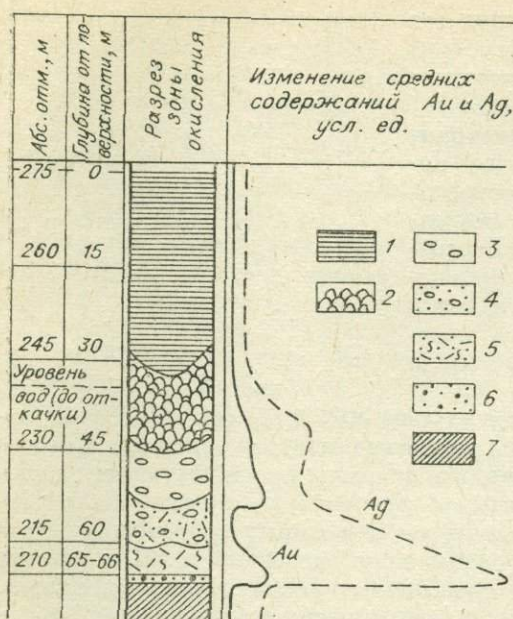 Абс. отм., м
Глубина от по-
верхности, м
Разрез
зоны
окисления
Изменение средних
содержаний Au и Ag,
усл. ед.
275 0
260 15
245 30
Уровень
вод (до от-
качки)
230 45
215 60
210 65-66
1
2
3
4
5
6
7
Ag
Au